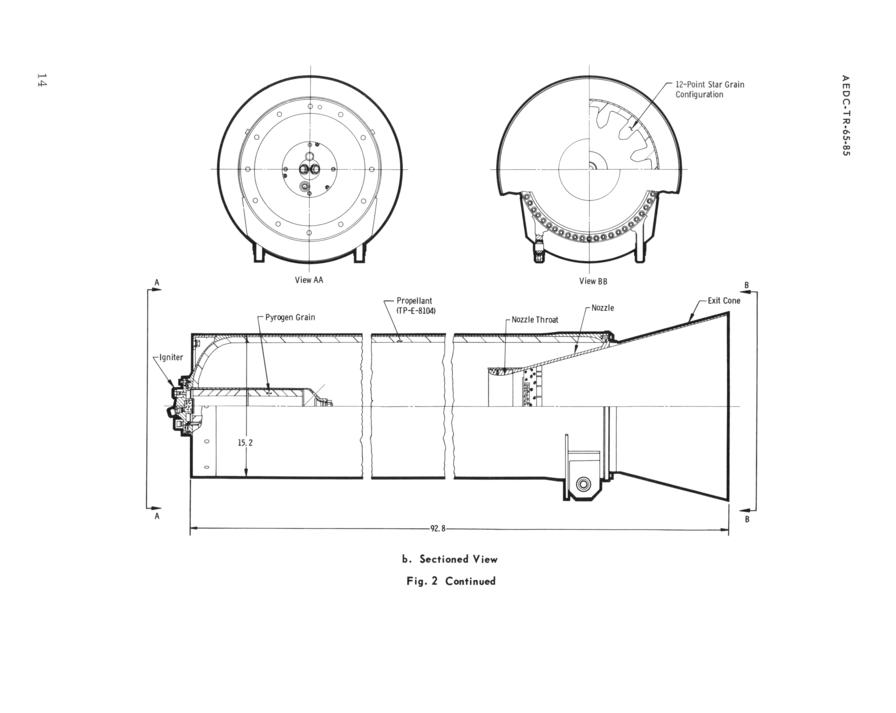 14
AEDC-TR-65-85
12-Point Star Grain
Configuration
View AA
View BB
A
B
Propellant
(TP-E-8104)
Exit Cone
Nozzle
Pyrogen Grain
Nozzle Throat
Igniter
15.2
A
B
92.8
b. Sectioned View
Fig. 2 Continued